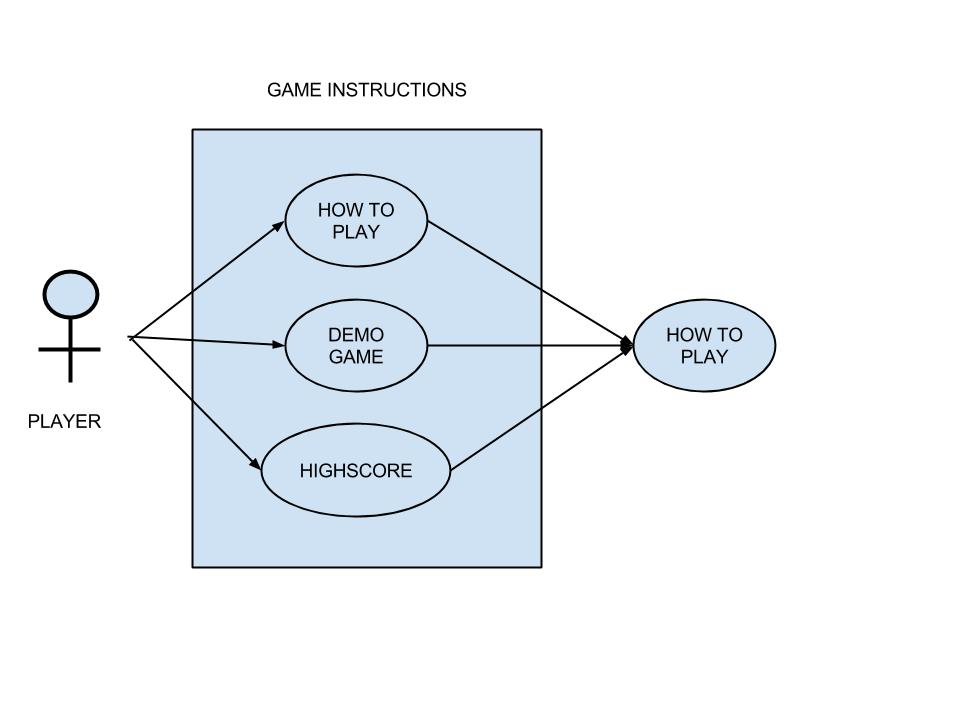 GAME INSTRUCTIONS
HOW TO
PLAY
DEMO
GAME
HIGHSCORE
PLAYER
HOW TO
PLAY